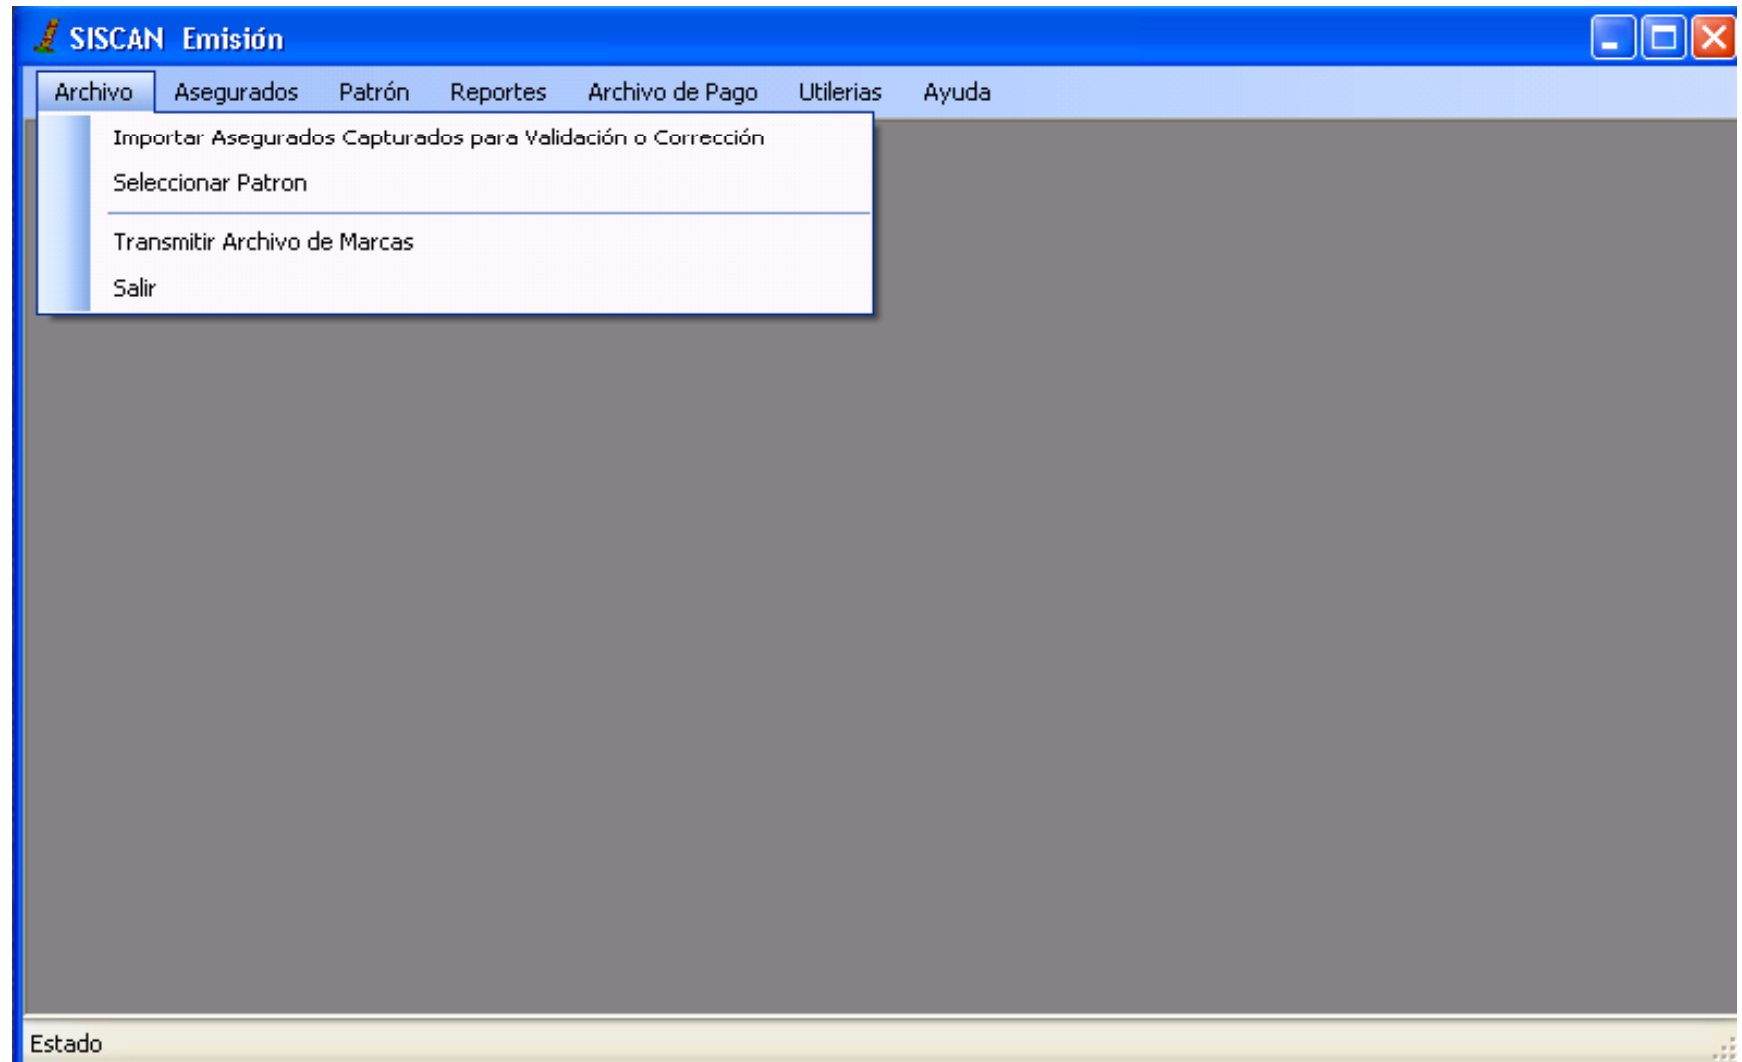 SISCAN Emisión
Archivo Asegurados Patrón Reportes Archivo de Pago Utilerias Ayuda
Importar Asegurados Capturados para Validación o Corrección
Seleccionar Patron
Transmitir Archivo de Marcas
Salir
Estado